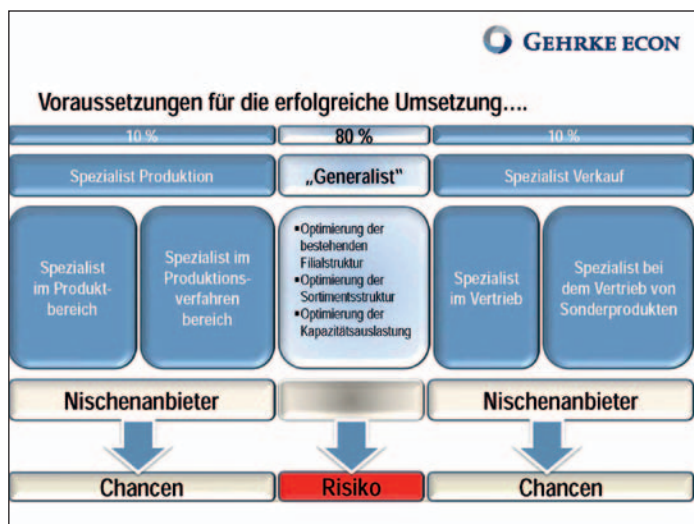 GEHRKE ECON
Voraussetzungen für die erfolgreiche Umsetzung....
10 %
80 %
10 %
Spezialist Produktion
„Generalist"
Spezialist Verkauf
Spezialist
im Produkt-
bereich
Spezialist im
Produktions-
verfahren
bereich
▪Optimierung der
bestehenden
Filialstruktur
▪Optimierung der
Sortimentsstruktur
▪Optimierung der
Kapazitätsauslastung
Spezialist
im Vertrieb
Spezialist bei
dem Vertrieb von
Sonderprodukten
Nischenanbieter
Nischenanbieter
Chancen
Risiko
Chancen